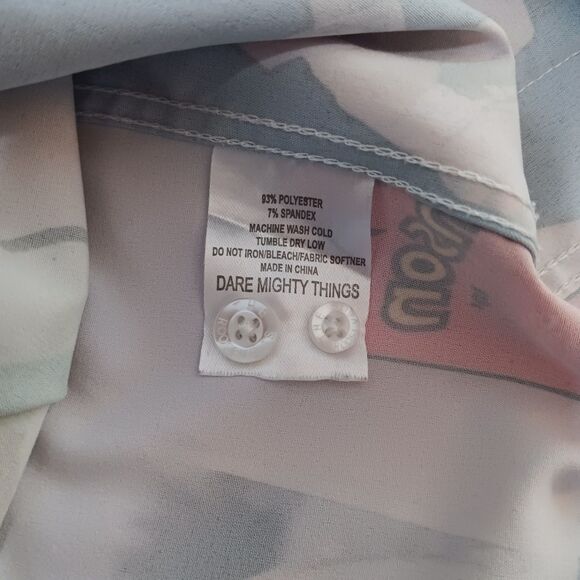 93% POLYESTER
7% SPANDEX
MACHINE WASH COLD
TUMBLE DRY LOW
DO NOT IRON/BLEACH/FABRIC SOFTNER
MADE IN CHINA
DARE MIGHTY THINGS